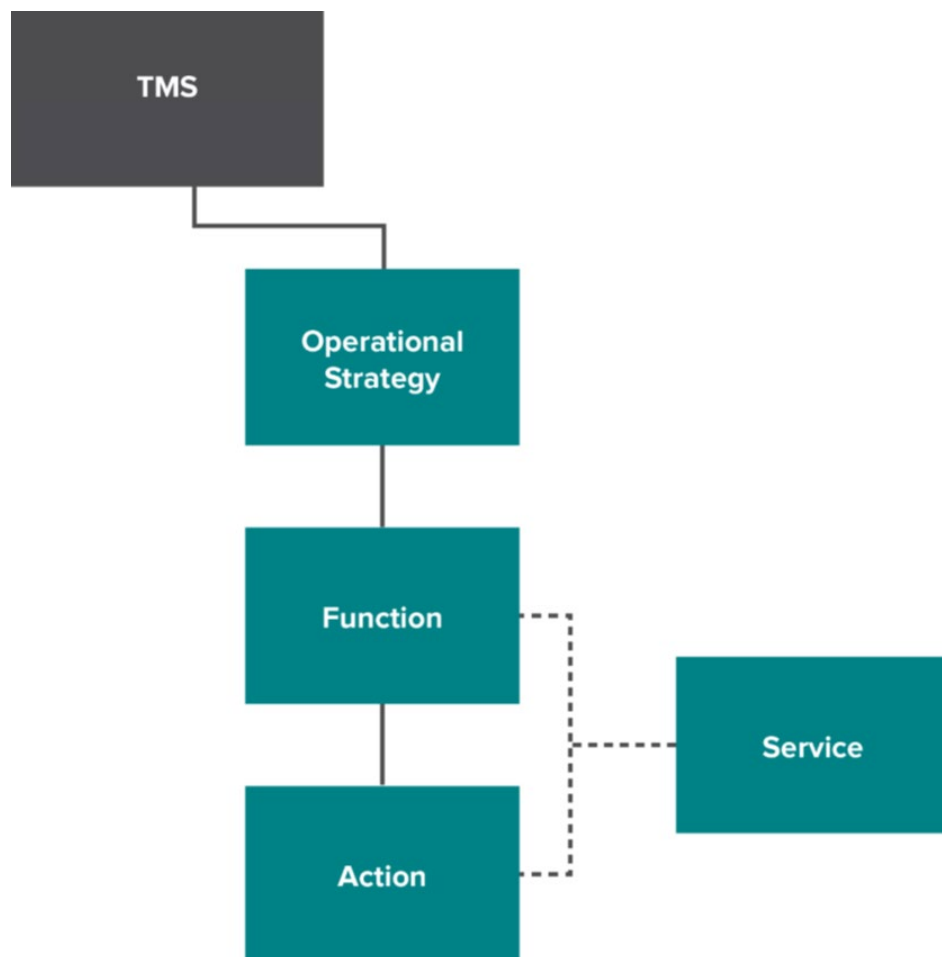 TMS
Operational
Strategy
Function
Service
Action